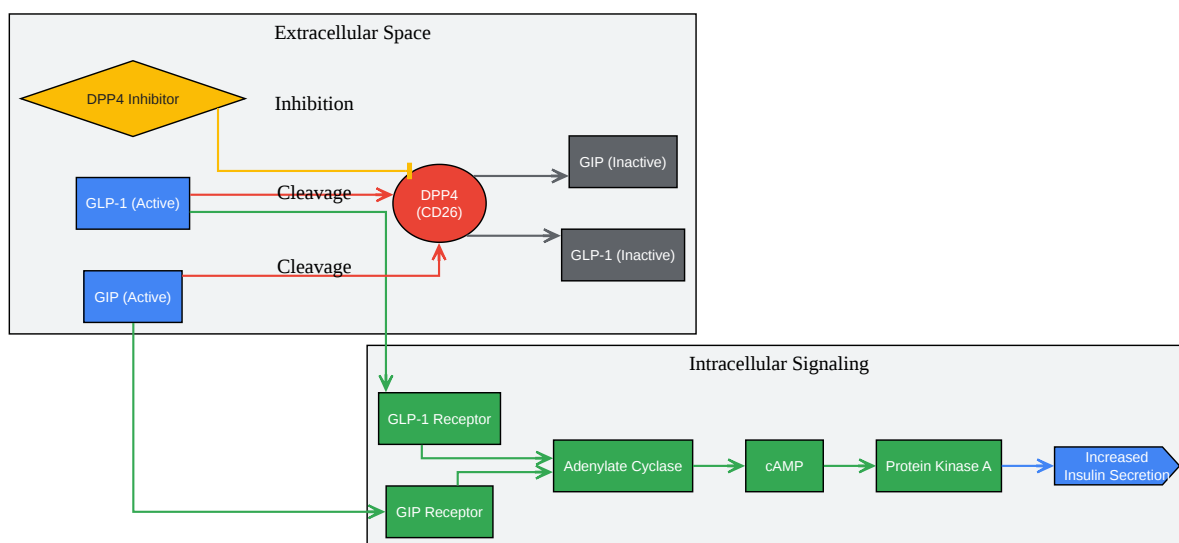 Extracellular Space
DPP4 Inhibitor
Inhibition
GIP (Inactive)
GLP-1 (Active)
Cleavage
DPP4
(CD26)
GLP-1 (Inactive)
Cleavage
GIP (Active)
Intracellular Signaling
GLP-1 Receptor
Adenylate Cyclase
cAMP
Protein Kinase A
Increased
Insulin Secretion
GIP Receptor